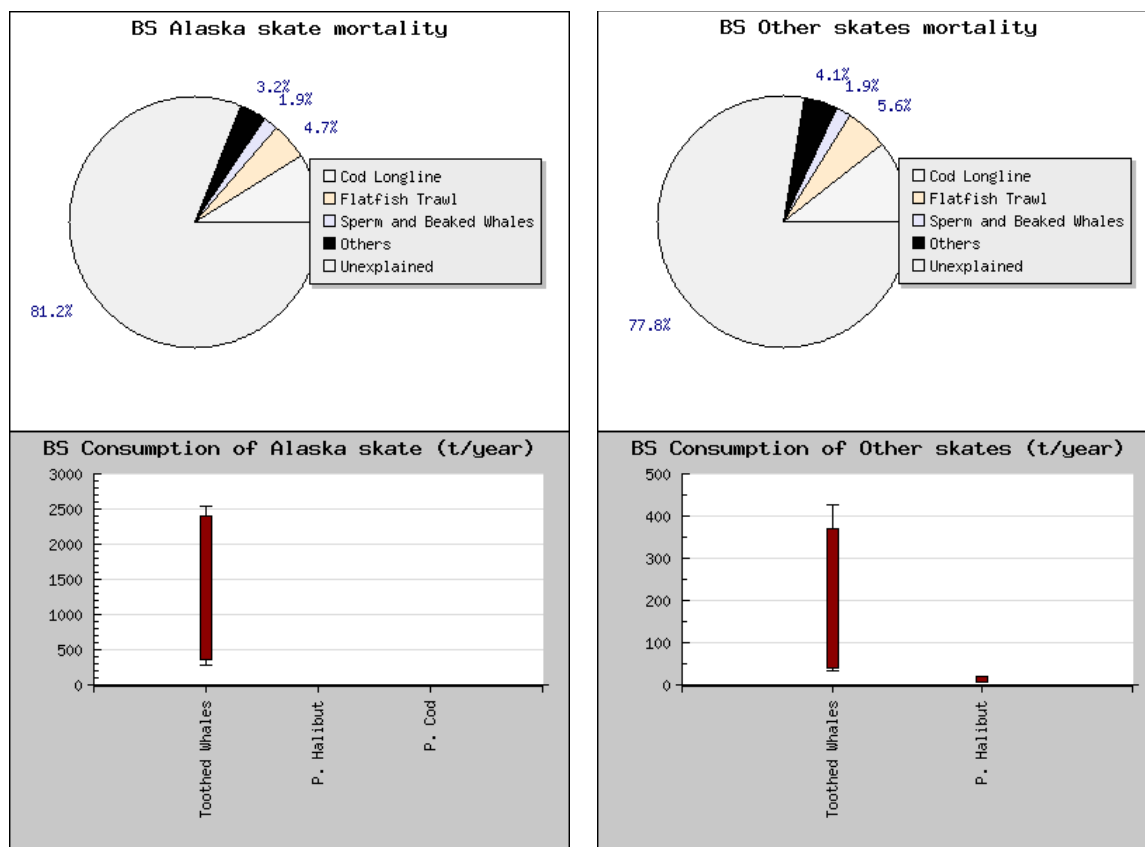 BS Alaska skate mortality
3.2%
1.9%
4.7%
81.2%
Cod Longline
Flatfish Trawl
Sperm and Beaked Whales
Others
Unexplained
BS Other skates mortality
4.1%
1.9%
5.6%
77.8%
Cod Longline
Flatfish Trawl
Sperm and Beaked Whales
Others
Unexplained
BS Consumption of Alaska skate (t/year)
3000
2500
2000
1500
1000
500
0
Toothed Whales
P. Halibut
P. Cod
BS Consumption of Other skates (t/year)
500
400
300
200
100
0
Toothed Whales
P. Halibut